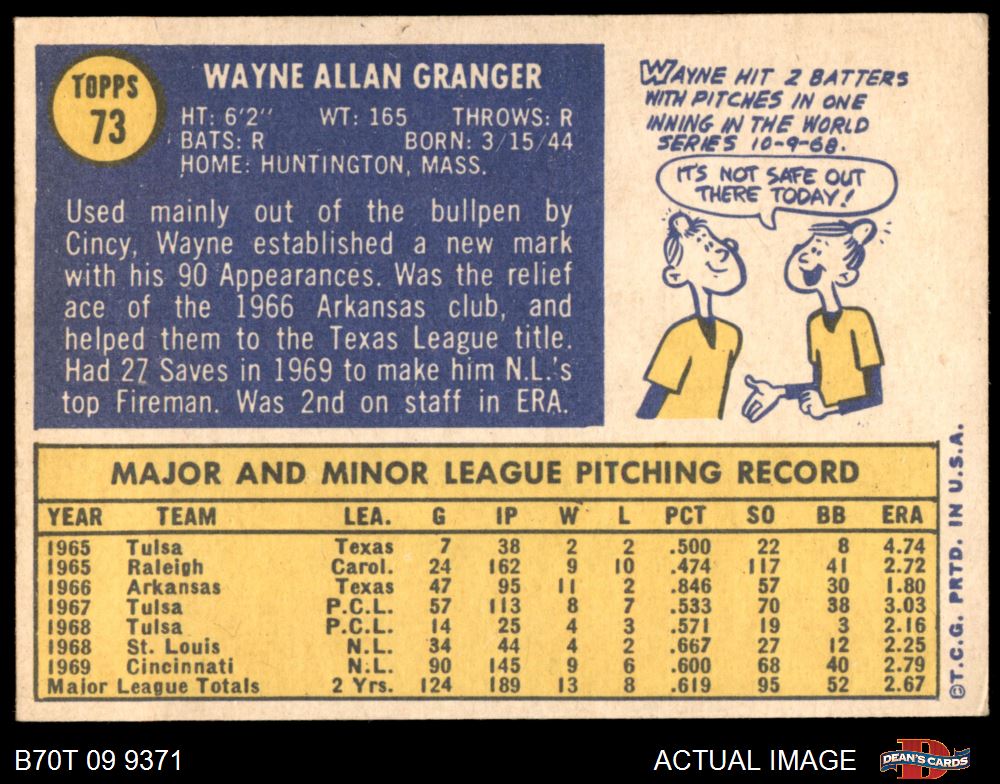 TOPPS
73
WAYNE ALLAN GRANGER
HT: 6'2" WT: 165 THROWS: R
BATS: R BORN: 3/15/44
HOME: HUNTINGTON, MASS.
Used mainly out of the bullpen by
Cincy, Wayne established a new mark
with his 90 Appearances. Was the relief
ace of the 1966 Arkansas club, and
helped them to the Texas League title.
Had 27 Saves in 1969 to make him N.L.'s
top Fireman. Was 2nd on staff in ERA.
WAYNE HIT 2 BATTERS
WITH PITCHES IN ONE
INNING IN THE WORLD
SERIES 10-9-68.
IT'S NOT SAFE OUT
THERE TODAY!
MAJOR AND MINOR LEAGUE PITCHING RECORD
YEAR TEAM LEA. G IP W L PCT SO BB ERA
1965 Tulsa Texas 7 38 2 2 .500 22 8 4.74
1965 Raleigh Carol. 24 162 9 10 .474 117 41 2.72
1966 Arkansas Texas 47 95 11 2 .846 57 30 1.80
1967 Tulsa P.C.L. 57 113 8 7 .533 70 38 3.03
1968 Tulsa P.C.L. 14 25 4 3 .571 19 3 2.16
1968 St. Louis N.L. 34 44 4 2 .667 27 12 2.25
1969 Cincinnati N.L. 90 145 9 6 .600 68 40 2.79
Major League Totals 2 Yrs. 124 189 13 8 .619 95 52 2.67
©T.C.G. PRTD. IN U.S.A.
B70T 09 9371
ACTUAL IMAGE
DEAN'S CARDS